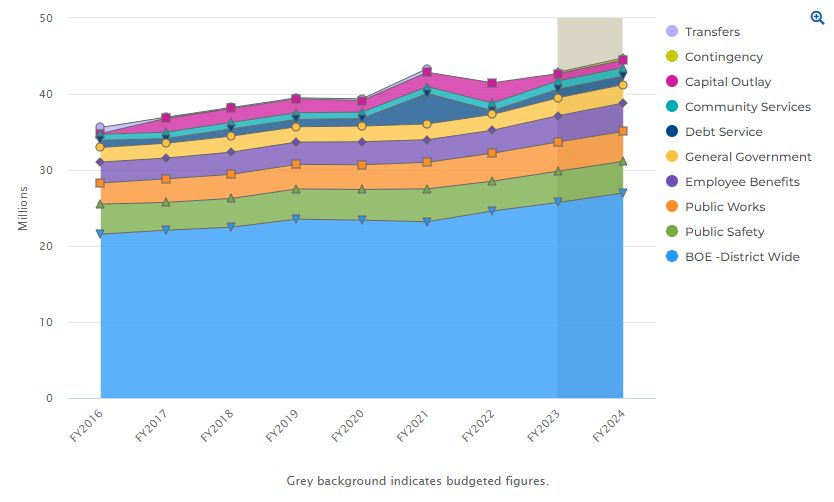 50
40
30
20
10
0
Millions
FY2016
FY2017
FY2018
FY2019
FY2020
FY2021
FY2022
FY2023
FY2024
Transfers
Contingency
Capital Outlay
Community Services
Debt Service
General Government
Employee Benefits
Public Works
Public Safety
BOE -District Wide
Grey background indicates budgeted figures.